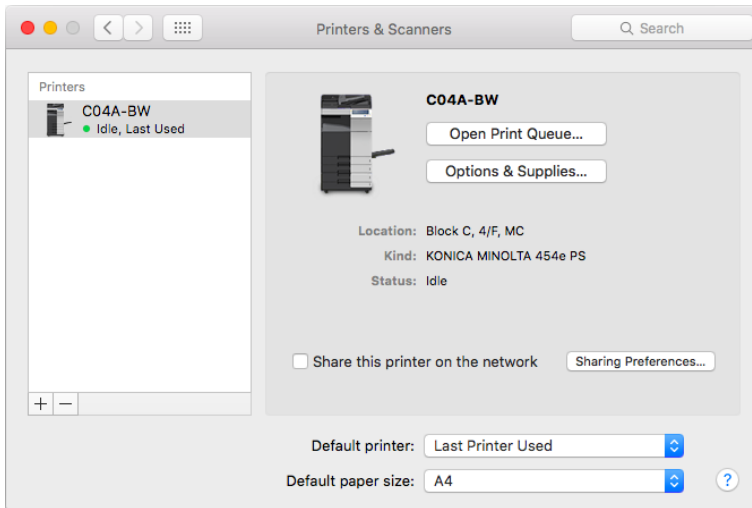 Printers & Scanners
Search
Printers
C04A-BW
Idle, Last Used
C04A-BW
Open Print Queue...
Options & Supplies...
Location: Block C, 4/F, MC
Kind: KONICA MINOLTA 454e PS
Status: Idle
Share this printer on the network
Sharing Preferences...
+ −
Default printer: Last Printer Used
Default paper size: A4
?